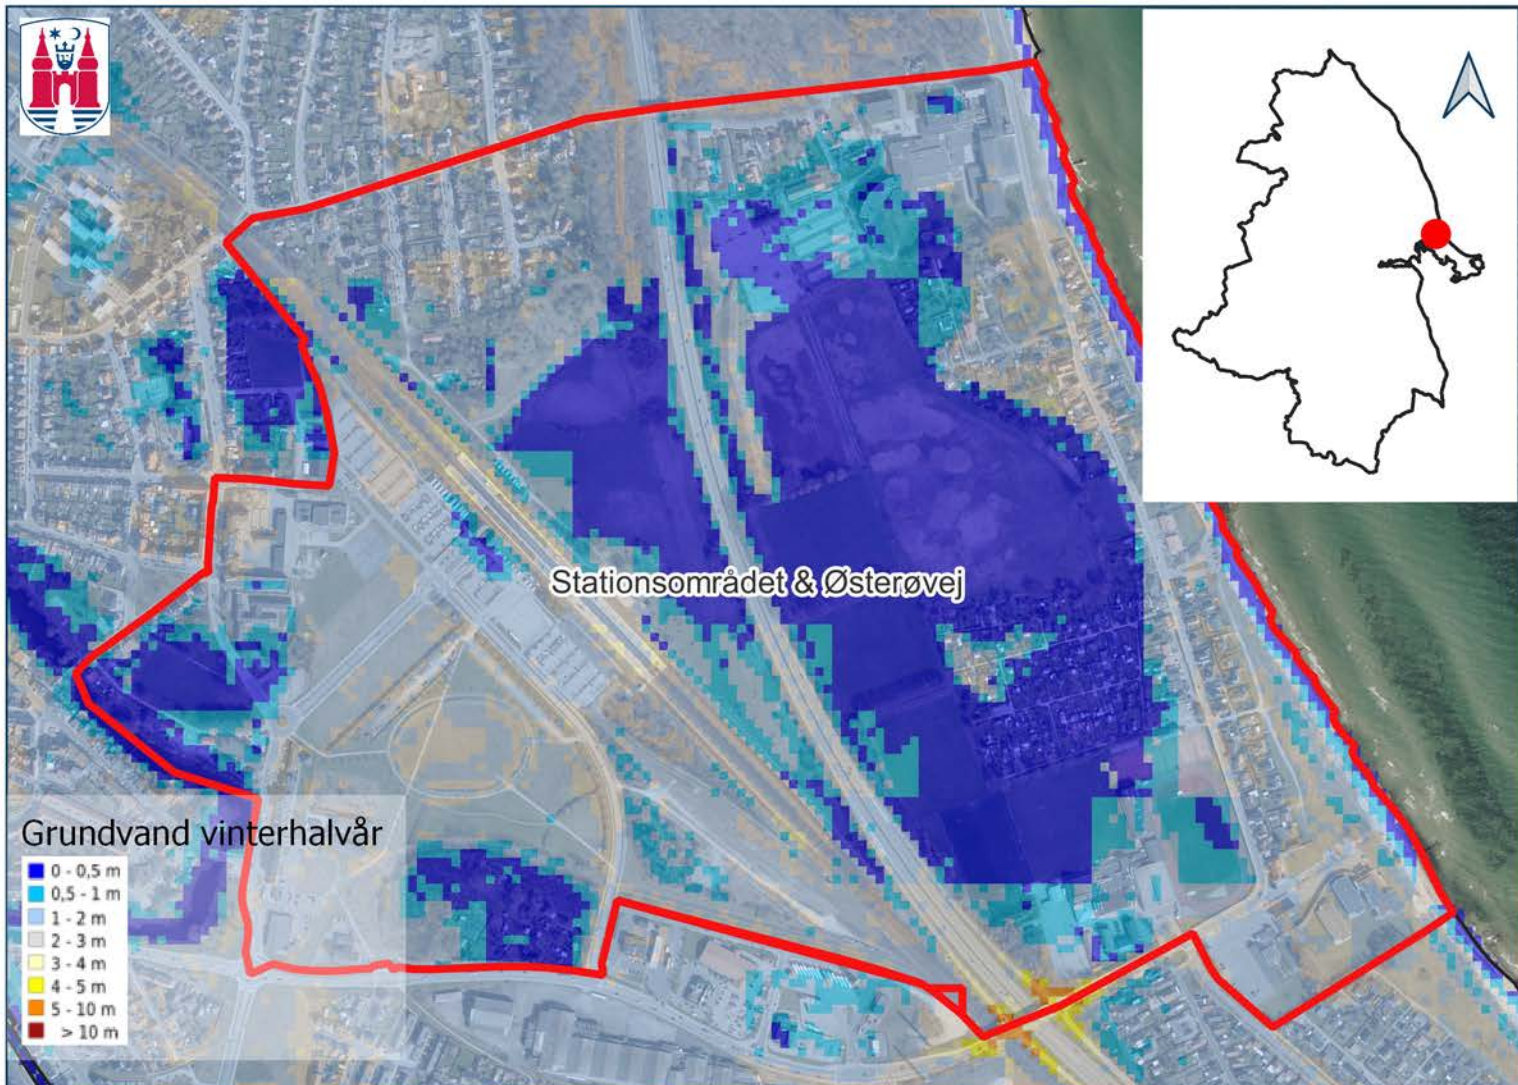 Stationsområdet & Østerøvej
Grundvand vinterhalvår
0 - 0,5 m
0,5 - 1 m
1 - 2 m
2 - 3 m
3 - 4 m
4 - 5 m
5 - 10 m
> 10 m